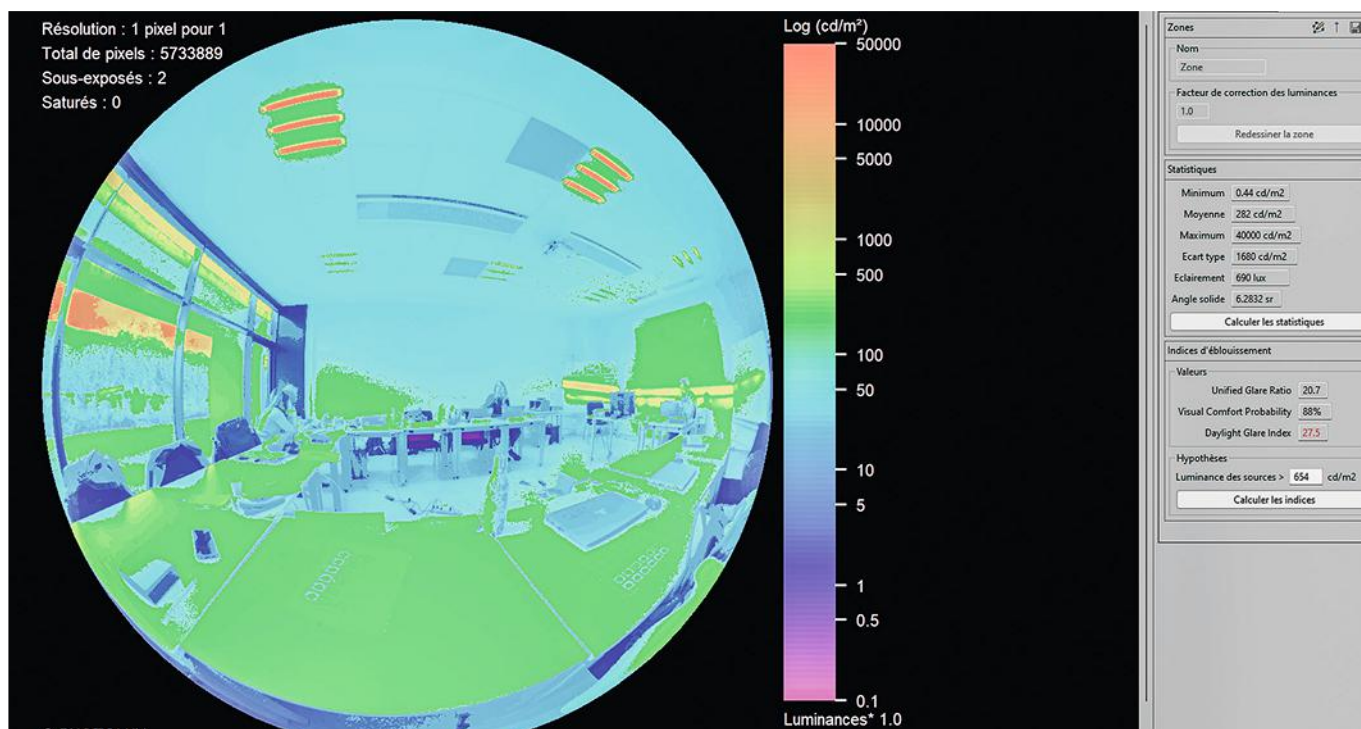 Résolution : 1 pixel pour 1
Total de pixels : 5733889
Sous-exposés : 2
Saturés : 0
Log (cd/m²)
50000
10000
5000
1000
500
100
50
10
5
1
0.5
0.1
Luminances* 1.0
Zones
Nom
Zone
Facteur de correction des luminances
1.0
Redessiner la zone
Statistiques
Minimum 0.44 cd/m2
Moyenne 282 cd/m2
Maximum 40000 cd/m2
Ecart type 1680 cd/m2
Eclairement 690 lux
Angle solide 6.2832 sr
Calculer les statistiques
Indices d'éblouissement
Valeurs
Unified Glare Ratio 20.7
Visual Comfort Probability 88%
Daylight Glare Index 27.5
Hypothèses
Luminance des sources > 654 cd/m2
Calculer les indices